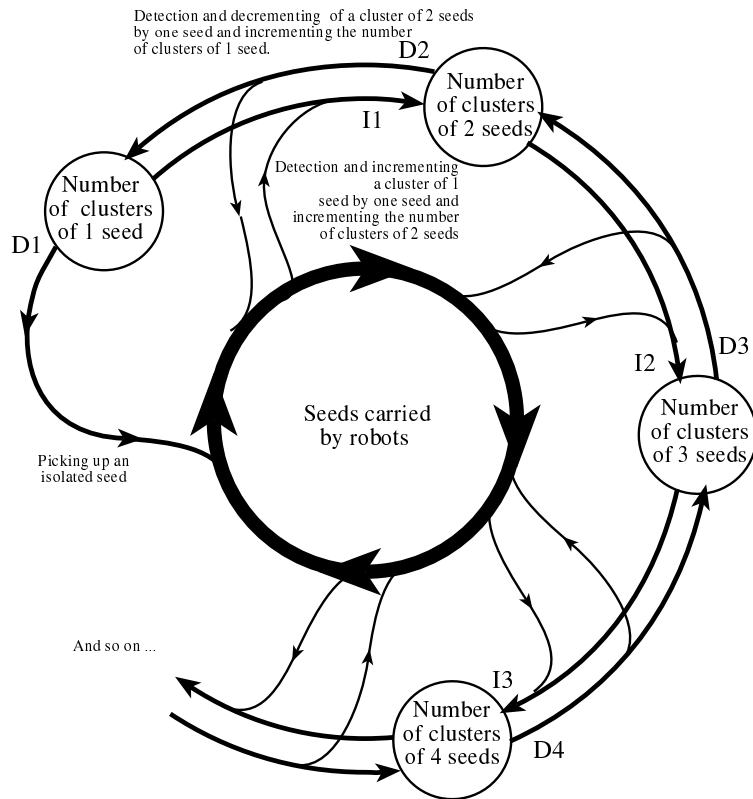 Detection and decrementing of a cluster of 2 seeds
by one seed and incrementing the number
of clusters of 1 seed.
D2
Number
of clusters
of 2 seeds
I1
Detection and incrementing
a cluster of 1
seed by one seed and
incrementing the number
of clusters of 2 seeds
Number
of clusters
of 1 seed
D1
D3
I2
Seeds carried
by robots
Number
of clusters
of 3 seeds
Picking up an
isolated seed
And so on ...
I3
Number
of clusters
of 4 seeds
D4